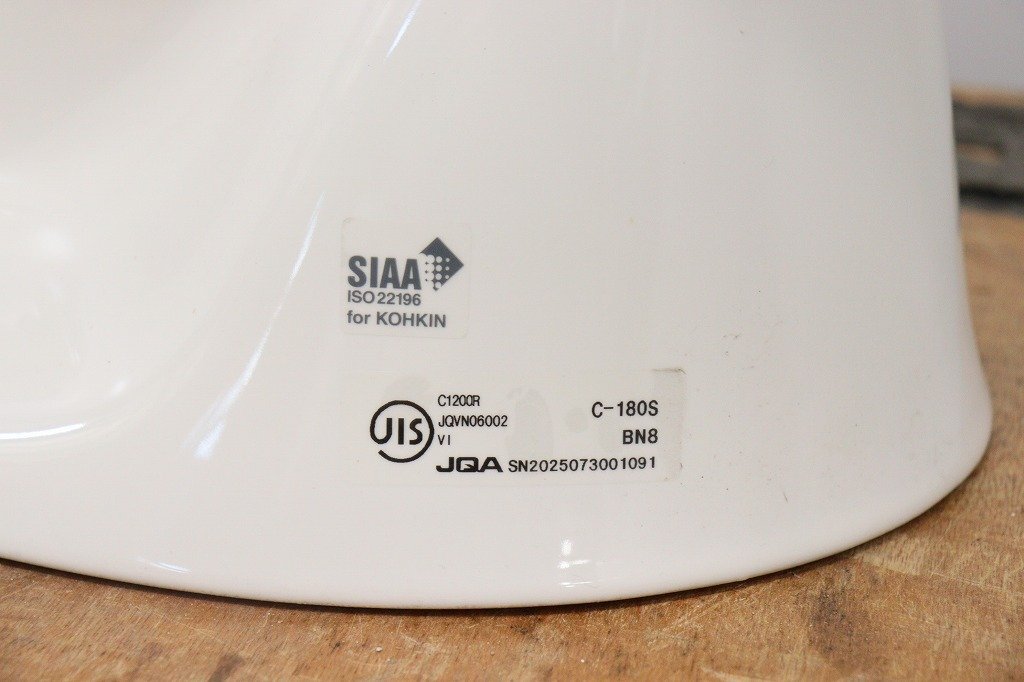 SIAA
ISO 22196
for KOHKIN
C1200R
JIS JQVN06002
VI
C-180S
BN8
JQA SN2025073001091